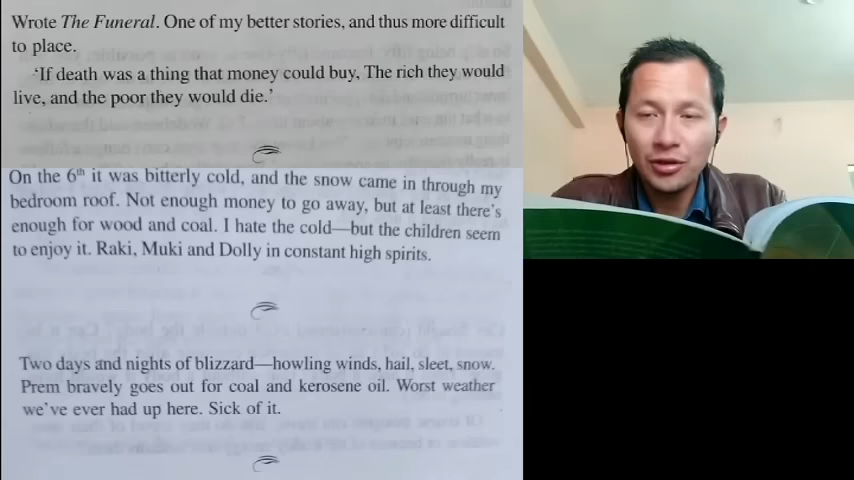 Wrote The Funeral. One of my better stories, and thus more difficult
to place.
'If death was a thing that money could buy, The rich they would
live, and the poor they would die.'
On the 6th it was bitterly cold, and the snow came in through my
bedroom roof. Not enough money to go away, but at least there's
enough for wood and coal. I hate the cold—but the children seem
to enjoy it. Raki, Muki and Dolly in constant high spirits.
Two days and nights of blizzard—howling winds, hail, sleet, snow.
Prem bravely goes out for coal and kerosene oil. Worst weather
we've ever had up here. Sick of it.